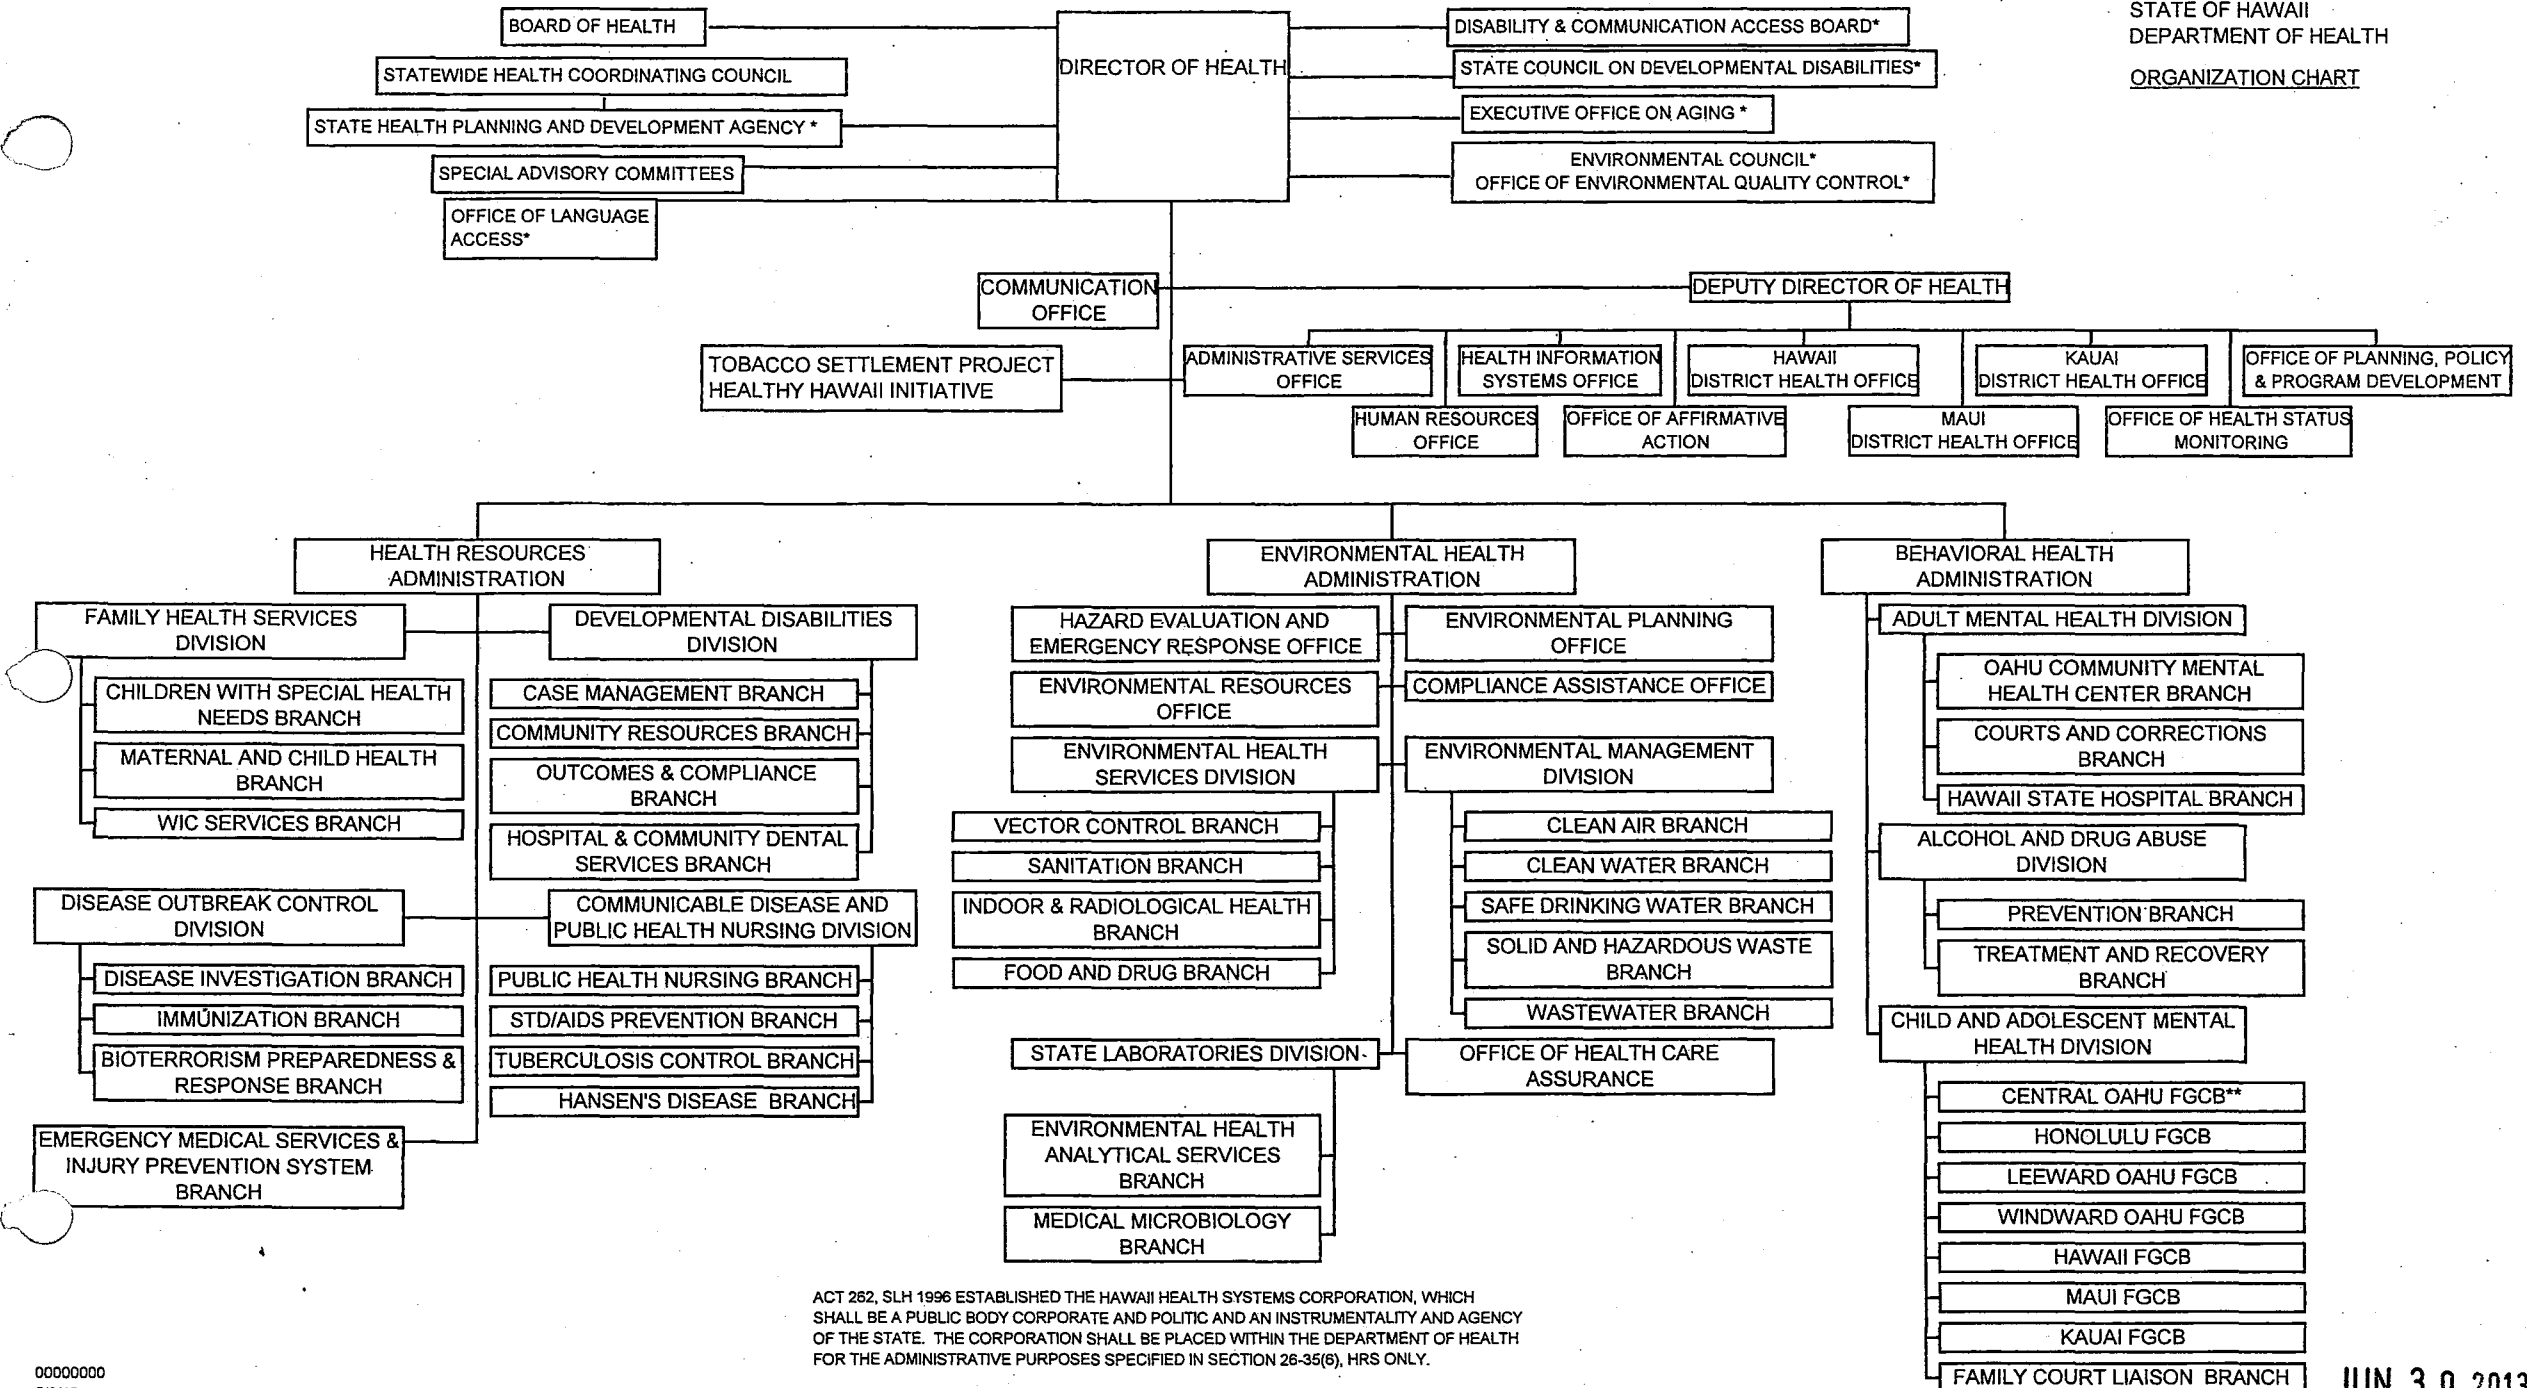 STATE OF HAWAII
DEPARTMENT OF HEALTH
ORGANIZATION CHART
BOARD OF HEALTH
STATEWIDE HEALTH COORDINATING COUNCIL
STATE HEALTH PLANNING AND DEVELOPMENT AGENCY *
SPECIAL ADVISORY COMMITTEES
OFFICE OF LANGUAGE
ACCESS*
DIRECTOR OF HEALTH
DISABILITY & COMMUNICATION ACCESS BOARD*
STATE COUNCIL ON DEVELOPMENTAL DISABILITIES*
EXECUTIVE OFFICE ON AGING *
ENVIRONMENTAL COUNCIL*
OFFICE OF ENVIRONMENTAL QUALITY CONTROL*
COMMUNICATION
OFFICE
DEPUTY DIRECTOR OF HEALTH
TOBACCO SETTLEMENT PROJECT
HEALTHY HAWAII INITIATIVE
ADMINISTRATIVE SERVICES
OFFICE
HEALTH INFORMATION
SYSTEMS OFFICE
HAWAII
DISTRICT HEALTH OFFICE
KAUAI
DISTRICT HEALTH OFFICE
OFFICE OF PLANNING, POLICY
& PROGRAM DEVELOPMENT
HUMAN RESOURCES
OFFICE
OFFICE OF AFFIRMATIVE
ACTION
MAUI
DISTRICT HEALTH OFFICE
OFFICE OF HEALTH STATUS
MONITORING
HEALTH RESOURCES
ADMINISTRATION
FAMILY HEALTH SERVICES
DIVISION
CHILDREN WITH SPECIAL HEALTH
NEEDS BRANCH
MATERNAL AND CHILD HEALTH
BRANCH
WIC SERVICES BRANCH
DEVELOPMENTAL DISABILITIES
DIVISION
CASE MANAGEMENT BRANCH
COMMUNITY RESOURCES BRANCH
OUTCOMES & COMPLIANCE
BRANCH
HOSPITAL & COMMUNITY DENTAL
SERVICES BRANCH
DISEASE OUTBREAK CONTROL
DIVISION
DISEASE INVESTIGATION BRANCH
IMMUNIZATION BRANCH
BIOTERRORISM PREPAREDNESS &
RESPONSE BRANCH
COMMUNICABLE DISEASE AND
PUBLIC HEALTH NURSING DIVISION
PUBLIC HEALTH NURSING BRANCH
STD/AIDS PREVENTION BRANCH
TUBERCULOSIS CONTROL BRANCH
HANSEN'S DISEASE BRANCH
EMERGENCY MEDICAL SERVICES &
INJURY PREVENTION SYSTEM
BRANCH
ENVIRONMENTAL HEALTH
ADMINISTRATION
HAZARD EVALUATION AND
EMERGENCY RESPONSE OFFICE
ENVIRONMENTAL PLANNING
OFFICE
ENVIRONMENTAL RESOURCES
OFFICE
COMPLIANCE ASSISTANCE OFFICE
ENVIRONMENTAL HEALTH
SERVICES DIVISION
VECTOR CONTROL BRANCH
SANITATION BRANCH
INDOOR & RADIOLOGICAL HEALTH
BRANCH
FOOD AND DRUG BRANCH
ENVIRONMENTAL MANAGEMENT
DIVISION
CLEAN AIR BRANCH
CLEAN WATER BRANCH
SAFE DRINKING WATER BRANCH
SOLID AND HAZARDOUS WASTE
BRANCH
WASTEWATER BRANCH
STATE LABORATORIES DIVISION
OFFICE OF HEALTH CARE
ASSURANCE
ENVIRONMENTAL HEALTH
ANALYTICAL SERVICES
BRANCH
MEDICAL MICROBIOLOGY
BRANCH
BEHAVIORAL HEALTH
ADMINISTRATION
ADULT MENTAL HEALTH DIVISION
OAHU COMMUNITY MENTAL
HEALTH CENTER BRANCH
COURTS AND CORRECTIONS
BRANCH
HAWAII STATE HOSPITAL BRANCH
ALCOHOL AND DRUG ABUSE
DIVISION
PREVENTION BRANCH
TREATMENT AND RECOVERY
BRANCH
CHILD AND ADOLESCENT MENTAL
HEALTH DIVISION
CENTRAL OAHU FGCB**
HONOLULU FGCB
LEEWARD OAHU FGCB
WINDWARD OAHU FGCB
HAWAII FGCB
MAUI FGCB
KAUAI FGCB
FAMILY COURT LIAISON BRANCH
ACT 262, SLH 1996 ESTABLISHED THE HAWAII HEALTH SYSTEMS CORPORATION, WHICH
SHALL BE A PUBLIC BODY CORPORATE AND POLITIC AND AN INSTRUMENTALITY AND AGENCY
OF THE STATE. THE CORPORATION SHALL BE PLACED WITHIN THE DEPARTMENT OF HEALTH
FOR THE ADMINISTRATIVE PURPOSES SPECIFIED IN SECTION 26-35(6), HRS ONLY.
00000000
JUN 30 2013